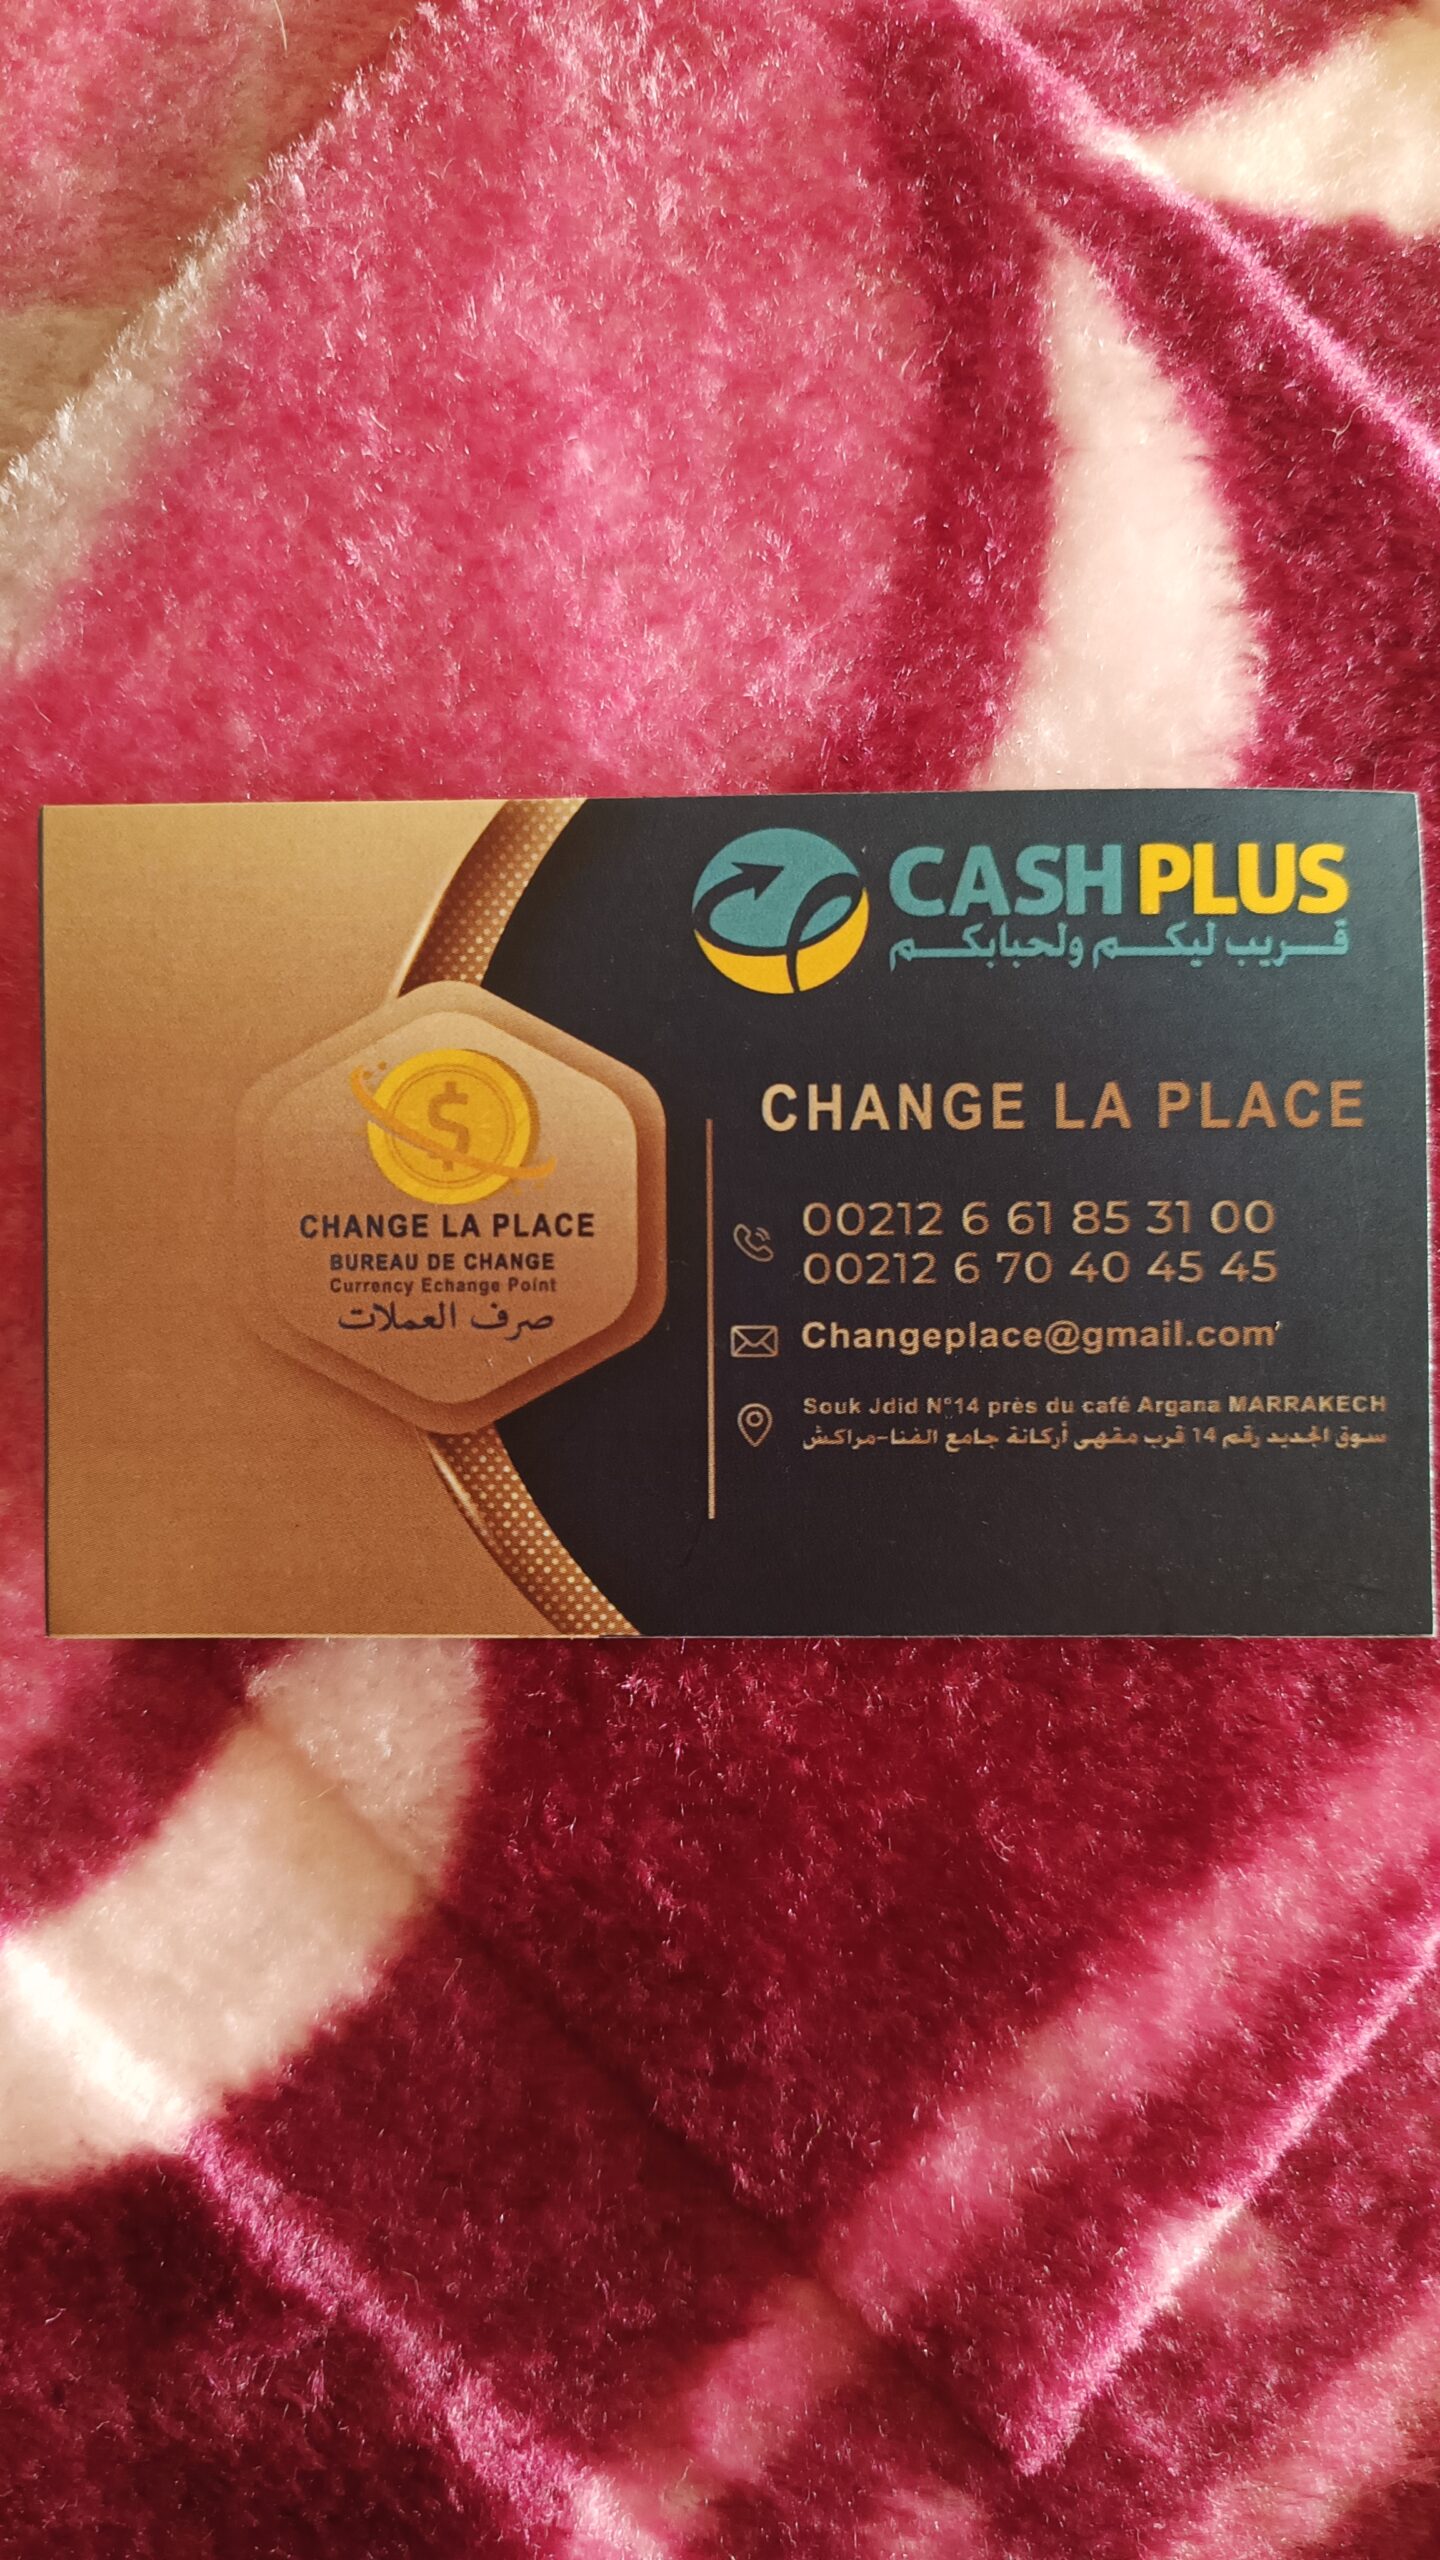 CASH PLUS
قريب ليكم ولحبابكم
CHANGE LA PLACE
BUREAU DE CHANGE
Currency Echange Point
صرف العملات
CHANGE LA PLACE
00212 6 61 85 31 00
00212 6 70 40 45 45
Changeplace@gmail.com
Souk Jdid N°14 près du café Argana MARRAKECH
سوق الجديد رقم 14 قرب مقهى أركانة جامع الفنا-مراكش